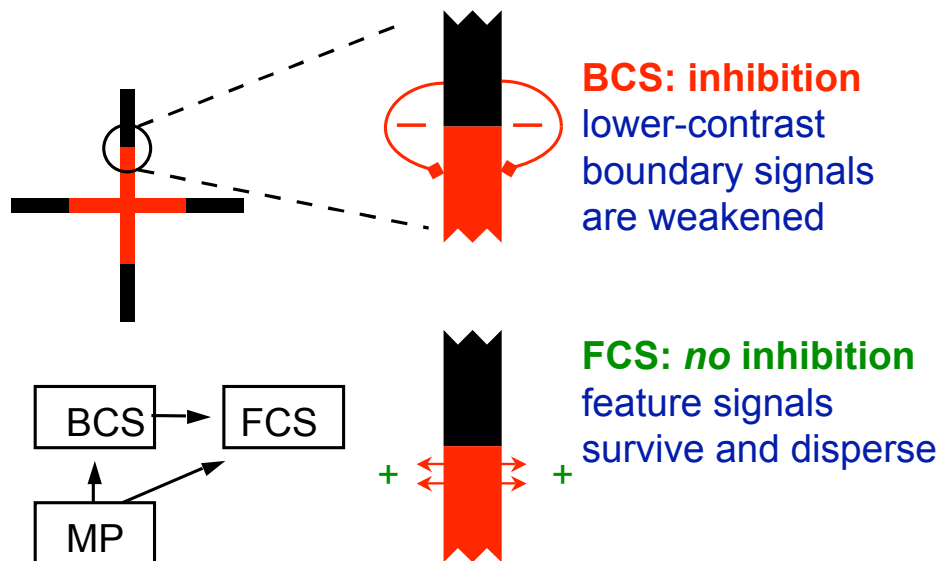 BCS: inhibition
lower-contrast
boundary signals
are weakened
–
–
FCS: no inhibition
feature signals
survive and disperse
BCS
FCS
MP
+
+